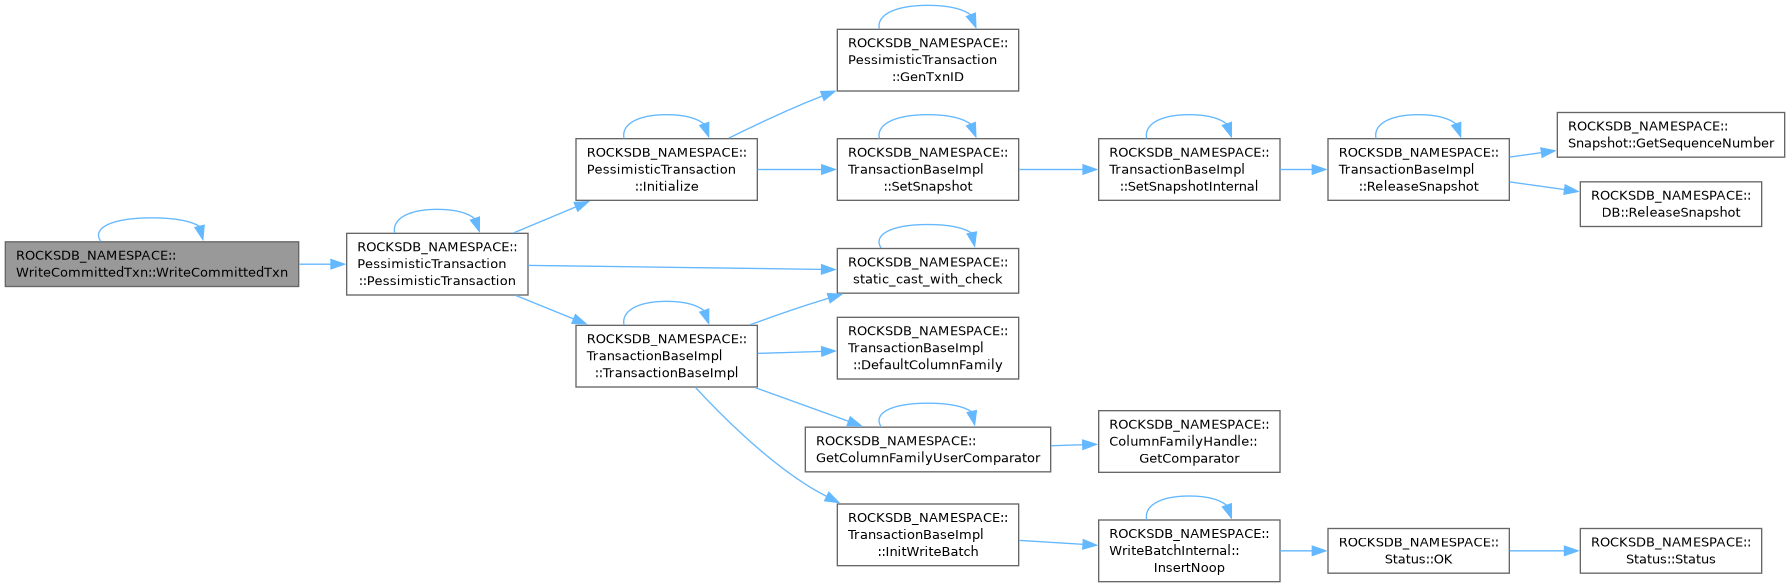 ROCKSDB_NAMESPACE::
WriteCommittedTxn::WriteCommittedTxn
ROCKSDB_NAMESPACE::
PessimisticTransaction
::PessimisticTransaction
ROCKSDB_NAMESPACE::
PessimisticTransaction
::Initialize
ROCKSDB_NAMESPACE::
PessimisticTransaction
::GenTxnID
ROCKSDB_NAMESPACE::
TransactionBaseImpl
::SetSnapshot
ROCKSDB_NAMESPACE::
TransactionBaseImpl
::SetSnapshotInternal
ROCKSDB_NAMESPACE::
TransactionBaseImpl
::ReleaseSnapshot
ROCKSDB_NAMESPACE::
Snapshot::GetSequenceNumber
ROCKSDB_NAMESPACE::
DB::ReleaseSnapshot
ROCKSDB_NAMESPACE::
static_cast_with_check
ROCKSDB_NAMESPACE::
TransactionBaseImpl
::TransactionBaseImpl
ROCKSDB_NAMESPACE::
TransactionBaseImpl
::DefaultColumnFamily
ROCKSDB_NAMESPACE::
GetColumnFamilyUserComparator
ROCKSDB_NAMESPACE::
ColumnFamilyHandle::
GetComparator
ROCKSDB_NAMESPACE::
TransactionBaseImpl
::InitWriteBatch
ROCKSDB_NAMESPACE::
WriteBatchInternal::
InsertNoop
ROCKSDB_NAMESPACE::
Status::OK
ROCKSDB_NAMESPACE::
Status::Status